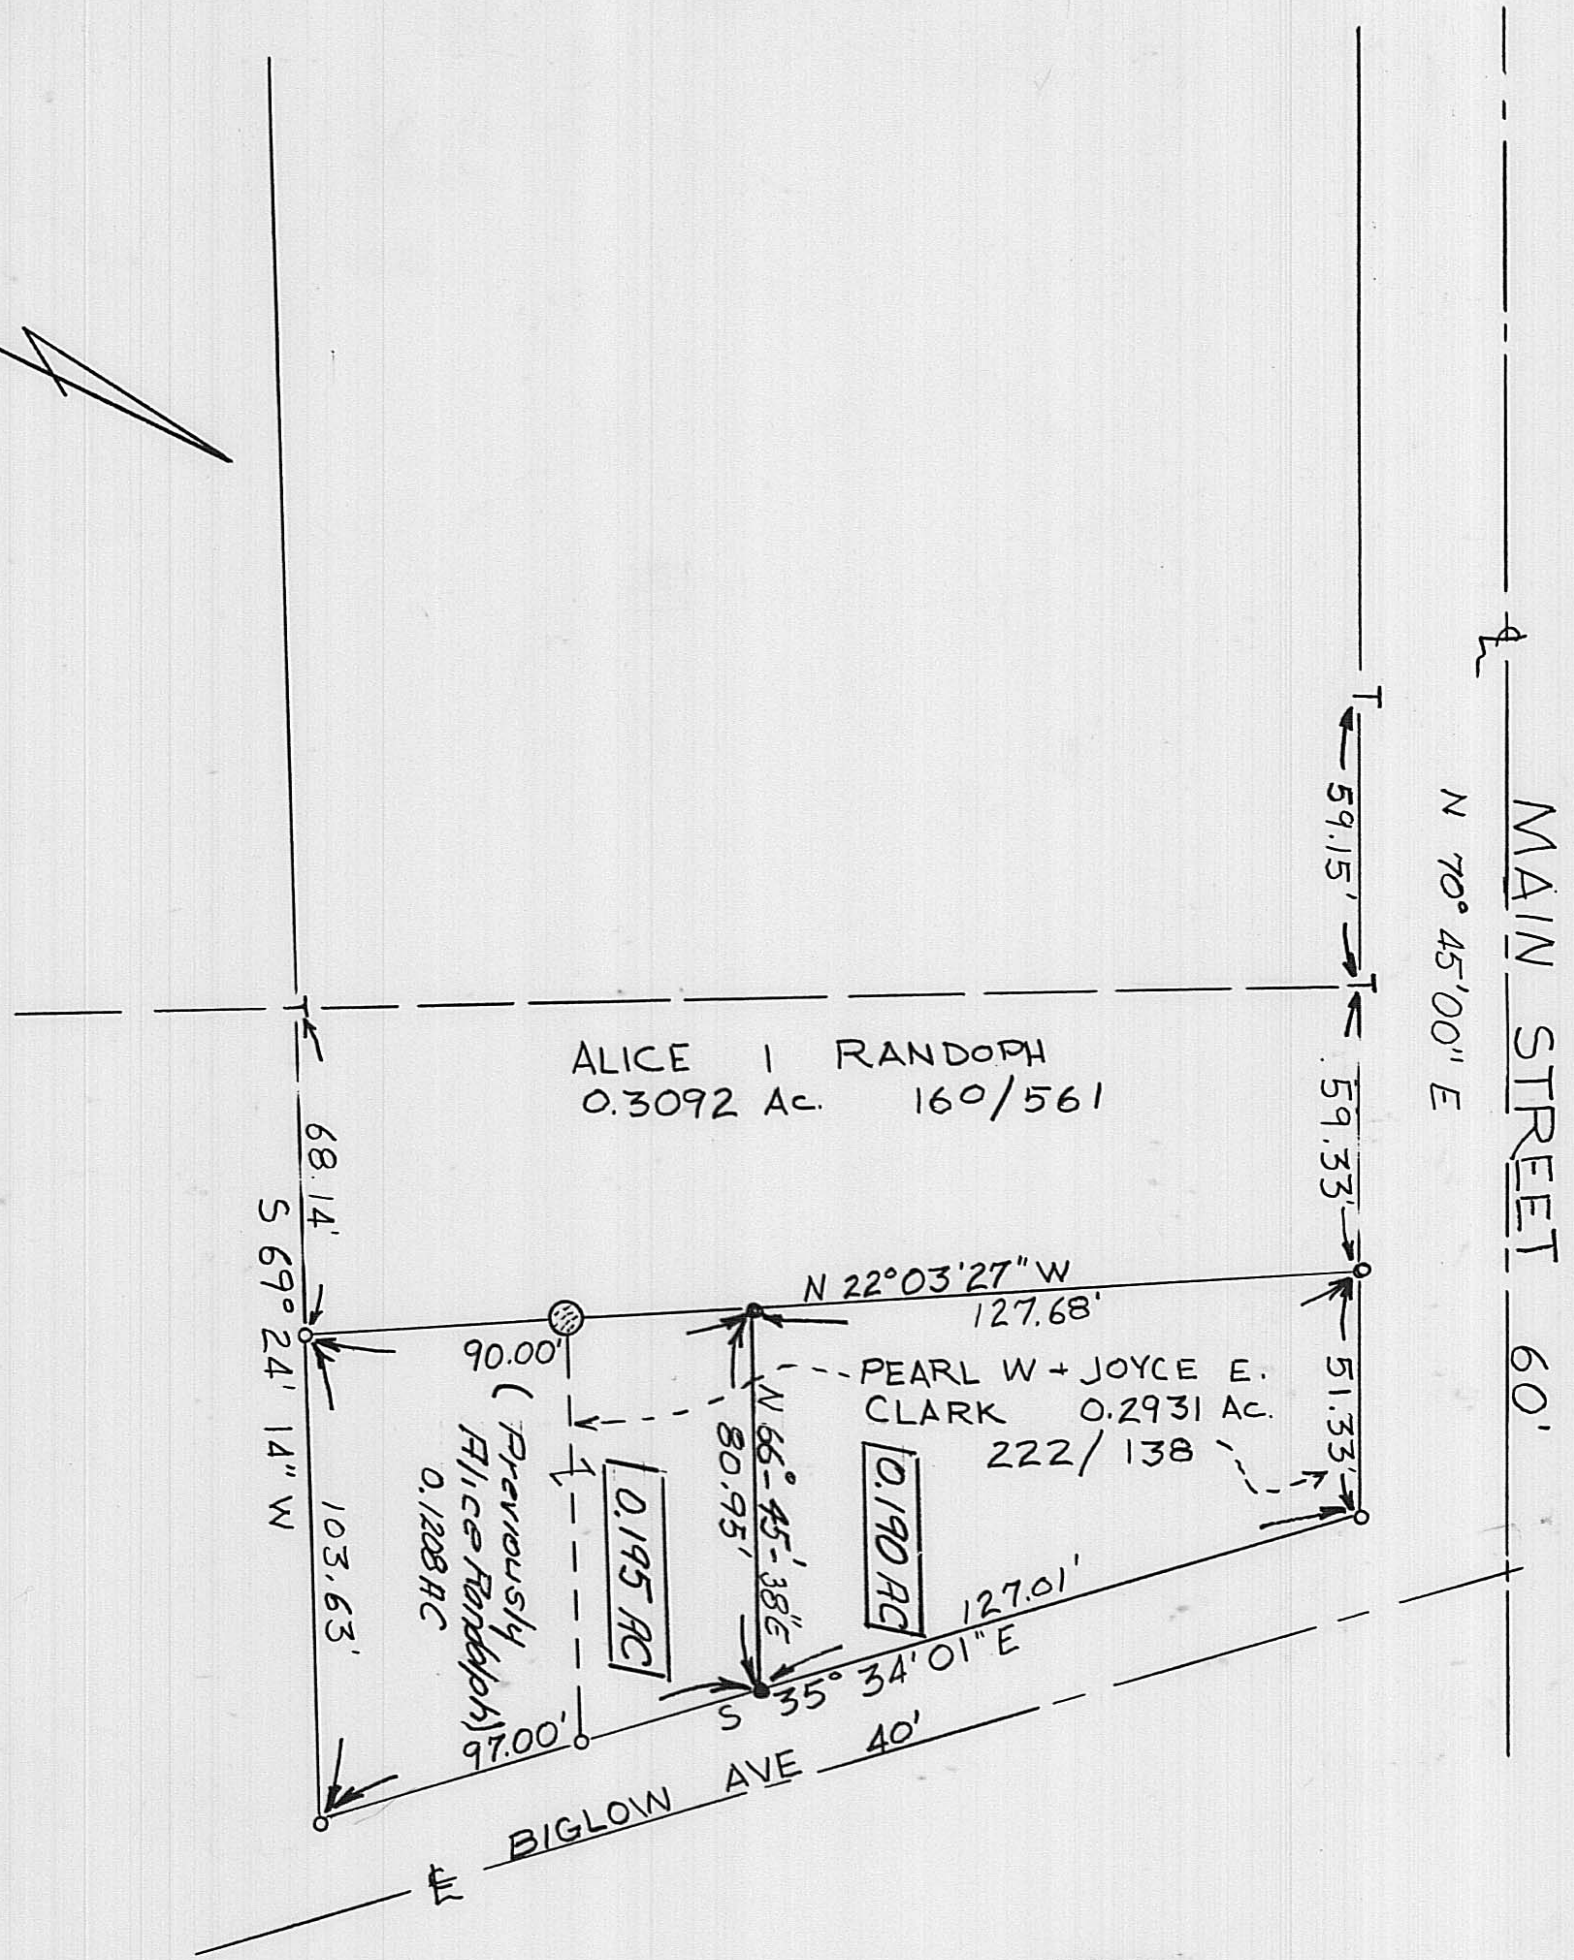 MAIN STREET 60'
N 70° 45'00" E
59.15'
59.33'
51.33'
ALICE I RANDOPH
0.3092 Ac. 160/561
68.14'
S 69° 24' 14" W
103.63'
N 22°03'27"W
127.68'
90.00'
PEARL W + JOYCE E.
CLARK 0.2931 Ac.
222/ 138
N 66°-45'-38"E
80.95'
0.190 AC
0.195 AC
( Previously
Alice Randolph)
0.1208 AC
127.01'
S 35° 34' 01" E
97.00'
BIGLOW AVE 40'